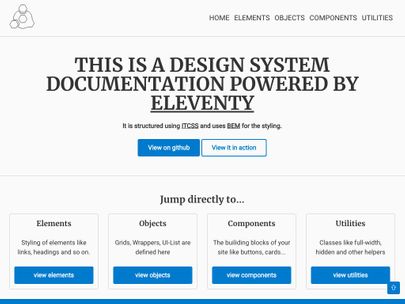 HOME ELEMENTS OBJECTS COMPONENTS UTILITIES
THIS IS A DESIGN SYSTEM
DOCUMENTATION POWERED BY
ELEVENTY
It is structured using ITCSS and uses BEM for the styling.
View on github View it in action
Jump directly to...
Elements
Styling of elements like
links, headings and so on.
view elements
Objects
Grids, Wrappers, UI-List are
defined here
view objects
Components
The builiding blocks of your
site like buttons, cards...
view components
Utilities
Classes like full-width,
hidden and other helpers
view utilities